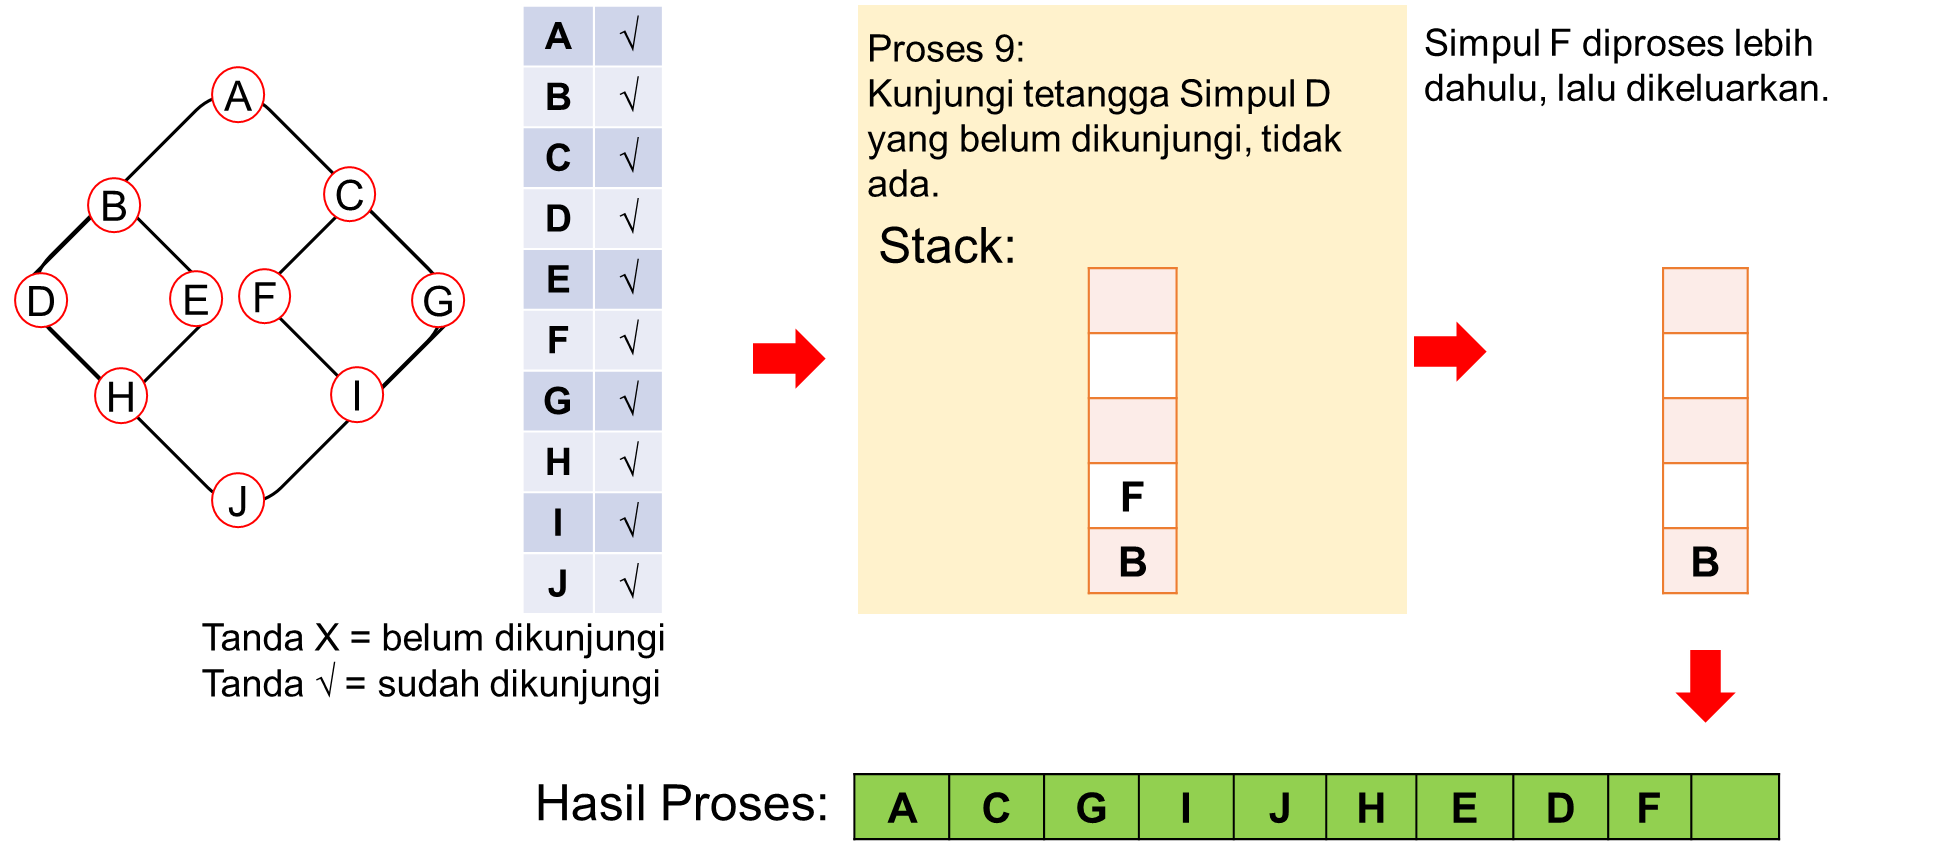 A
B
C
D
E
F
G
H
I
J
A √
B √
C √
D √
E √
F √
G √
H √
I √
J √
Tanda X = belum dikunjungi
Tanda √ = sudah dikunjungi
Proses 9:
Kunjungi tetangga Simpul D
yang belum dikunjungi, tidak
ada.
Stack:
F
B
Simpul F diproses lebih
dahulu, lalu dikeluarkan.
B
Hasil Proses: A C G I J H E D F